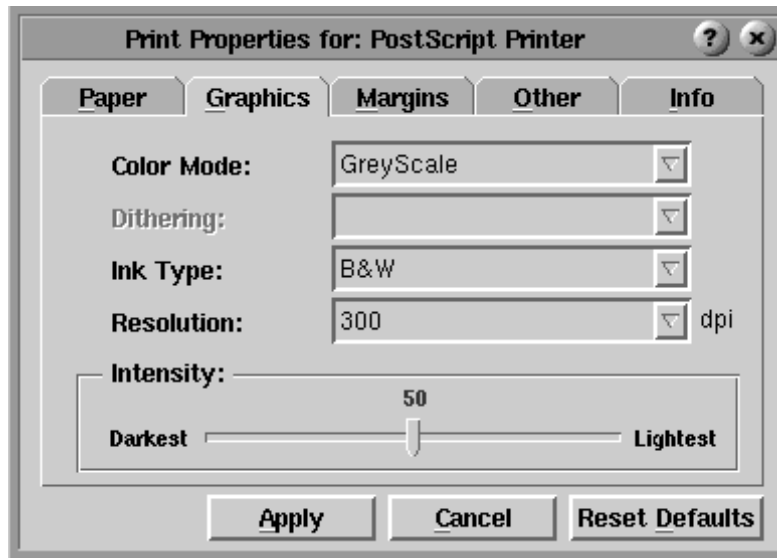 Print Properties for: PostScript Printer ? x
Paper Graphics Margins Other Info
Color Mode: GreyScale
Dithering:
Ink Type: B&W
Resolution: 300 dpi
Intensity:
50
Darkest Lightest
Apply Cancel Reset Defaults